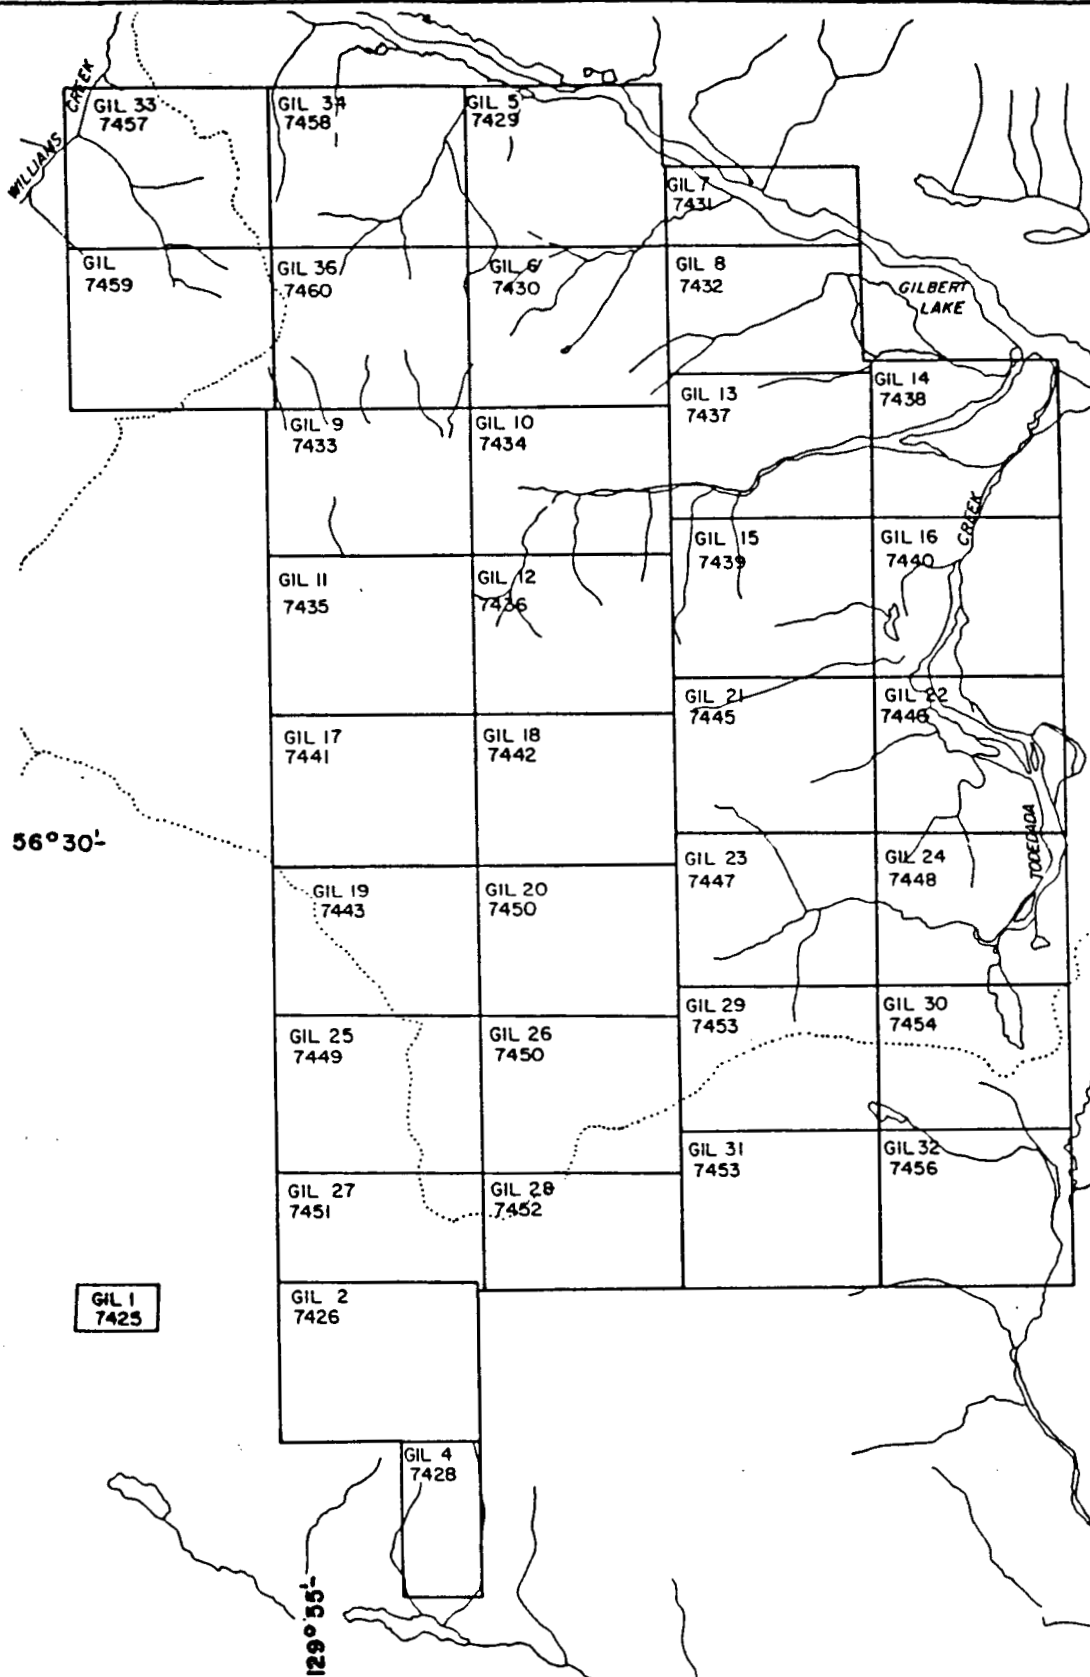 WILLIAMS CREEK
GIL 33
7457
GIL 34
7458
GIL 5
7429
GIL 7
7431
GIL
7459
GIL 36
7460
GIL 6
7430
GIL 8
7432
GILBERT
LAKE
GIL 9
7433
GIL 10
7434
GIL 13
7437
GIL 14
7438
GIL 11
7435
GIL 12
7436
GIL 15
7439
GIL 16
7440
CREEK
GIL 17
7441
GIL 18
7442
GIL 21
7445
GIL 22
7446
56°30'-
GIL 19
7443
GIL 20
7450
GIL 23
7447
GIL 24
7448
TODEDADA
GIL 25
7449
GIL 26
7450
GIL 29
7453
GIL 30
7454
GIL 27
7451
GIL 28
7452
GIL 31
7453
GIL 32
7456
GIL 1
7425
GIL 2
7426
GIL 4
7428
129°55'-